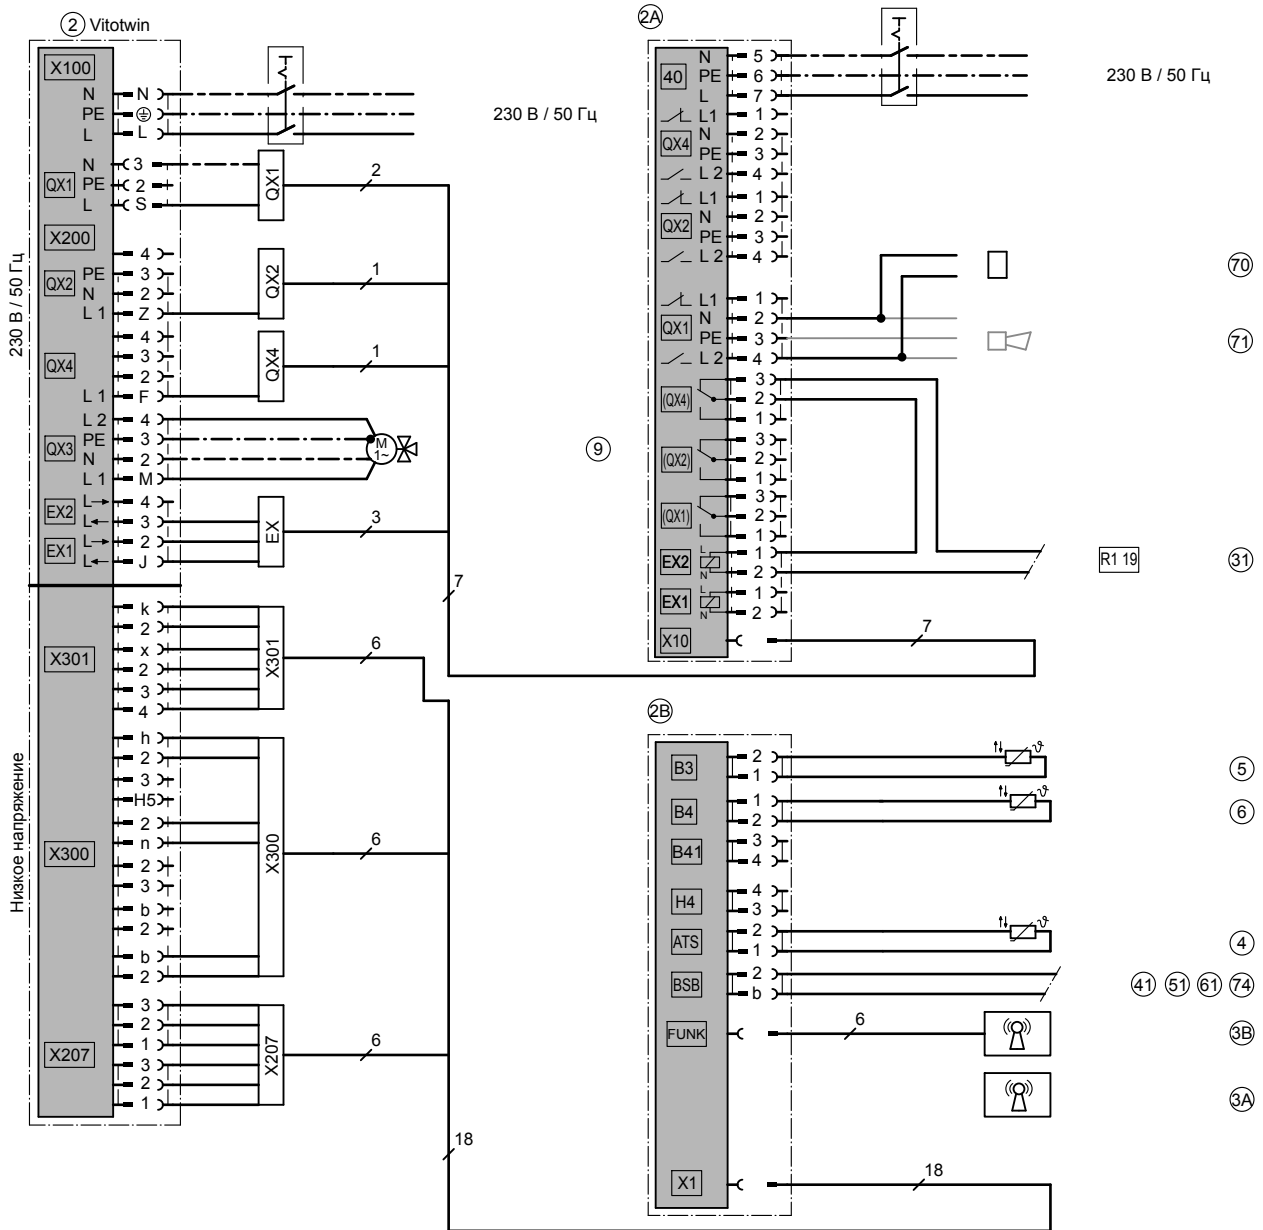 2 Vitotwin
X100
N N
PE
L L
230 В / 50 Гц
N 3
QX1 PE 2
L S
QX1
2
X200
4
QX2 PE 3
N 2
L 1 Z
QX2
1
4
3
QX4 2
L 1 F
QX4
1
L 2 4
PE 3
QX3 N 2
L 1 M
M
1~
9
EX2 L 4
L 3
EX1 L 2
L J
EX
3
7
230 В / 50 Гц
k
2
X301 x
2
3
4
X301
6
h
2
3
H5
2
X300 n
2
3
b
2
b
2
X300
6
3
2
X207 1
3
2
1
X207
6
18
Низкое напряжение
2A
N 5
40 PE 6
L 7
230 В / 50 Гц
L1 1
QX4 N 2
PE 3
L 2 4
L1 1
QX2 N 2
PE 3
L 2 4
70
L1 1
QX1 N 2
PE 3
L 2 4
71
3
(QX4) 2
1
3
(QX2) 2
1
3
(QX1) 2
1
EX2 L 1
N 2
R1 19
31
EX1 L 1
N 2
X10
7
2B
B3 2
1
ϑ
5
B4 1
2
ϑ
6
B41 3
4
H4 4
3
ATS 2
1
ϑ
4
BSB 2
b
41 51 61 74
FUNK
6
3B
3A
X1
18